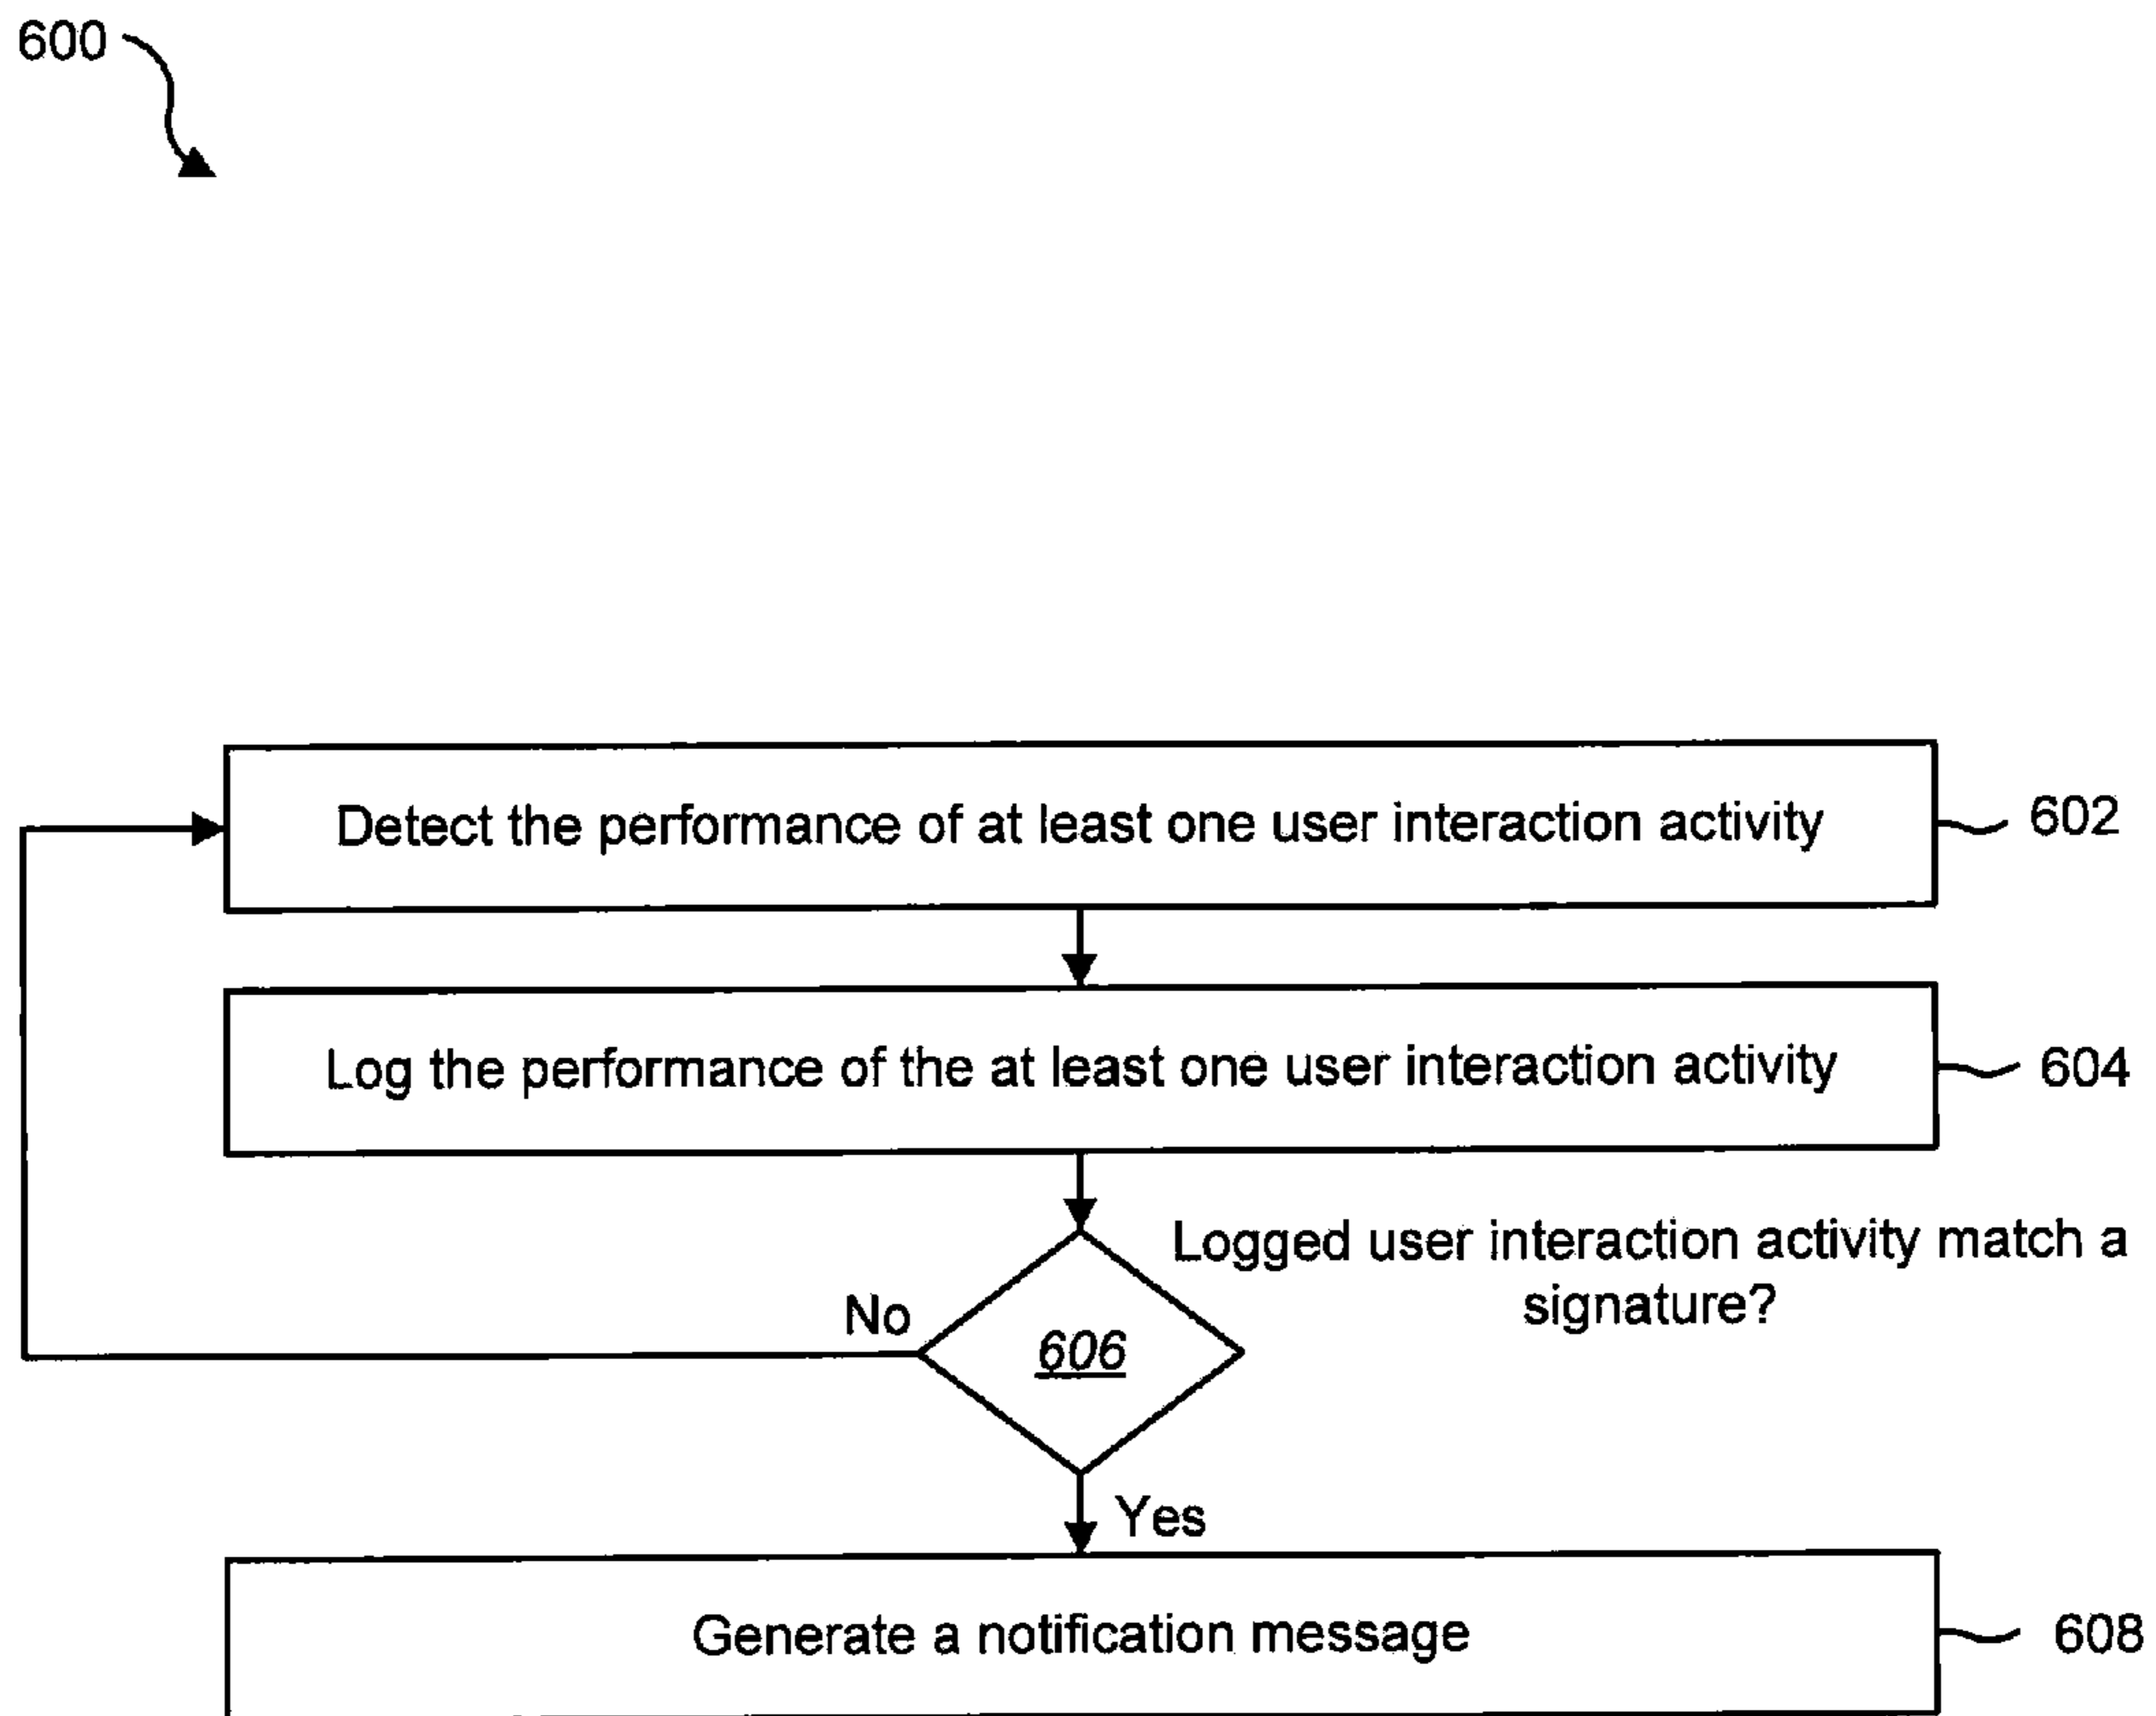 600
Detect the performance of at least one user interaction activity
602
Log the performance of the at least one user interaction activity
604
Logged user interaction activity match a
signature?
No
606
Yes
Generate a notification message
608